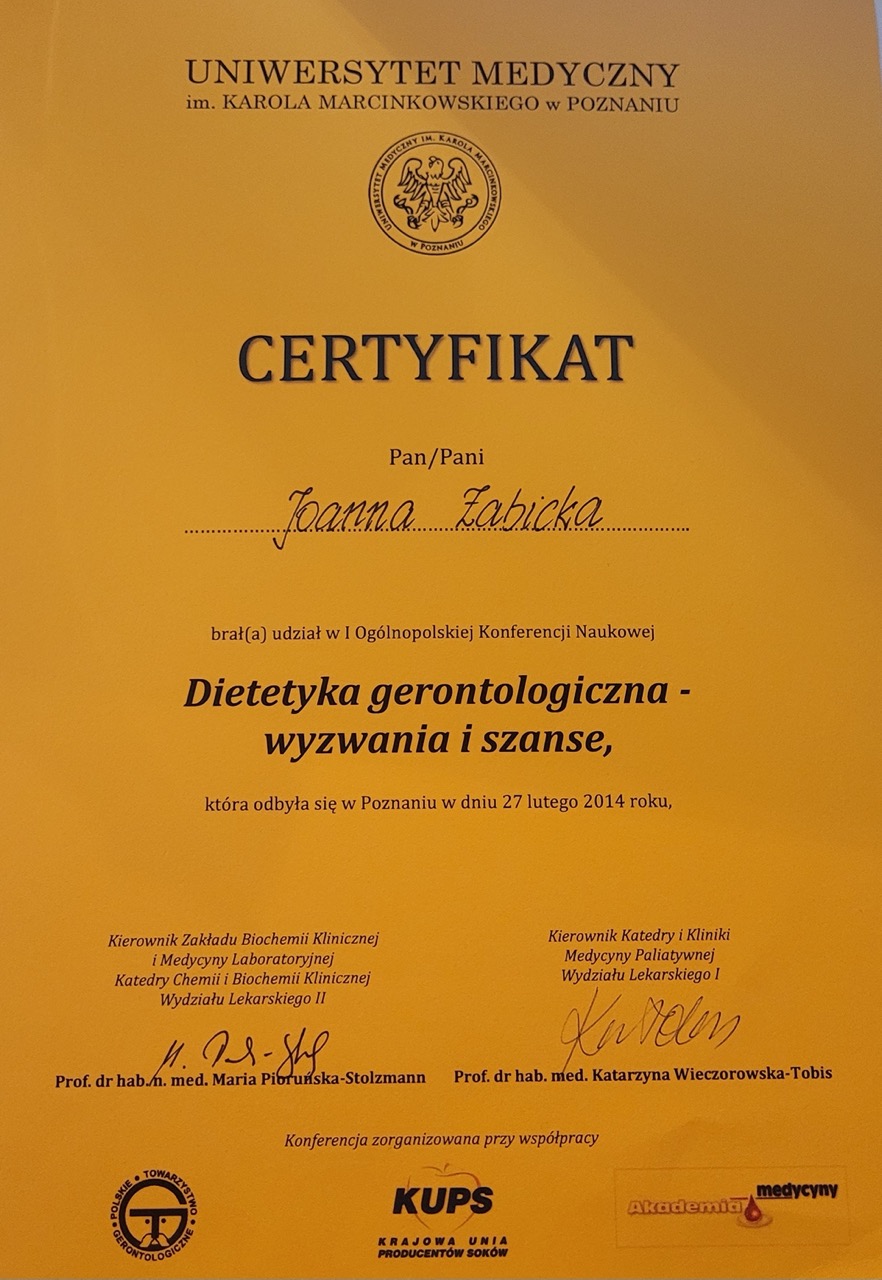 UNIWERSYTET MEDYCZNY
im. KAROLA MARCINKOWSKIEGO w POZNANIU
UNIWERSYTET MEDYCZNY IM. KAROLA MARCINKOWSKIEGO
W POZNANIU
CERTYFIKAT
Pan/Pani
Joanna Żabicka
brał(a) udział w I Ogólnopolskiej Konferencji Naukowej
Dietetyka gerontologiczna -
wyzwania i szanse,
która odbyła się w Poznaniu w dniu 27 lutego 2014 roku,
Kierownik Zakładu Biochemii Klinicznej
i Medycyny Laboratoryjnej
Katedry Chemii i Biochemii Klinicznej
Wydziału Lekarskiego II
Prof. dr hab. n. med. Maria Pioruńska-Stolzmann
Kierownik Katedry i Kliniki
Medycyny Paliatywnej
Wydziału Lekarskiego I
Prof. dr hab. med. Katarzyna Wieczorowska-Tobis
Konferencja zorganizowana przy współpracy
POLSKIE TOWARZYSTWO
GERONTOLOGICZNE
KUPS
KRAJOWA UNIA
PRODUCENTÓW SOKÓW
Akademia medycyny